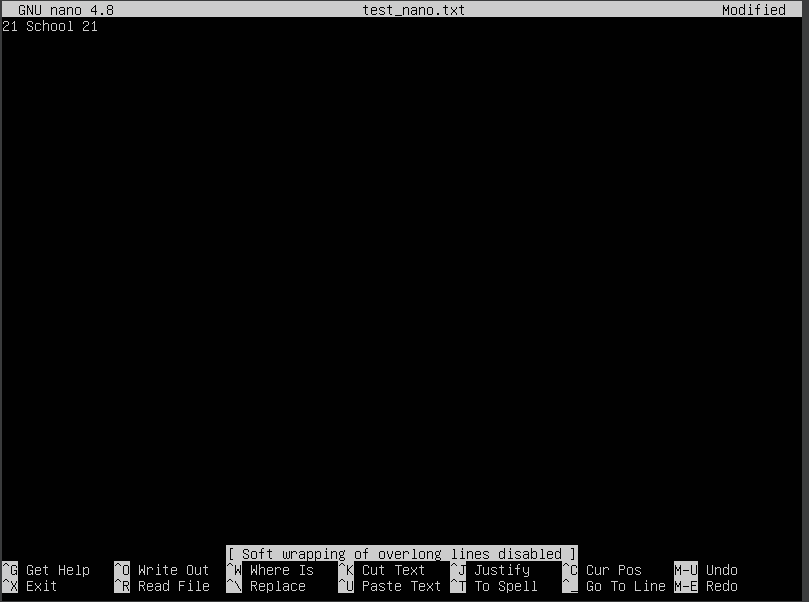 GNU nano 4.8 test_nano.txt Modified
21 School 21
[ Soft wrapping of overlong lines disabled ]
^G Get Help ^O Write Out ^W Where Is ^K Cut Text ^J Justify ^C Cur Pos M-U Undo
^X Exit ^R Read File ^\ Replace ^U Paste Text ^T To Spell ^_ Go To Line M-E Redo